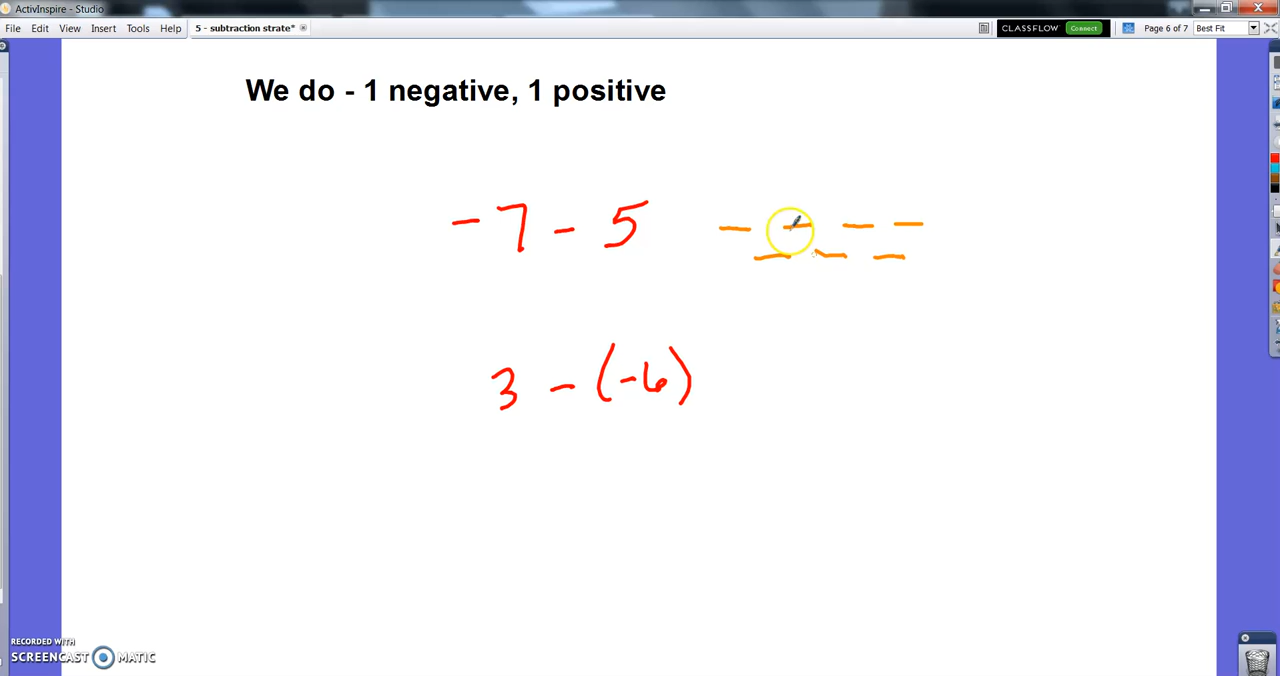 ActivInspire - Studio
File Edit View Insert Tools Help 5 - subtraction strate* CLASSFLOW Connect Page 6 of 7 Best Fit
We do - 1 negative, 1 positive
-7 - 5 - - - -
- - -
3 - (-6)
RECORDED WITH
SCREENCAST MATIC